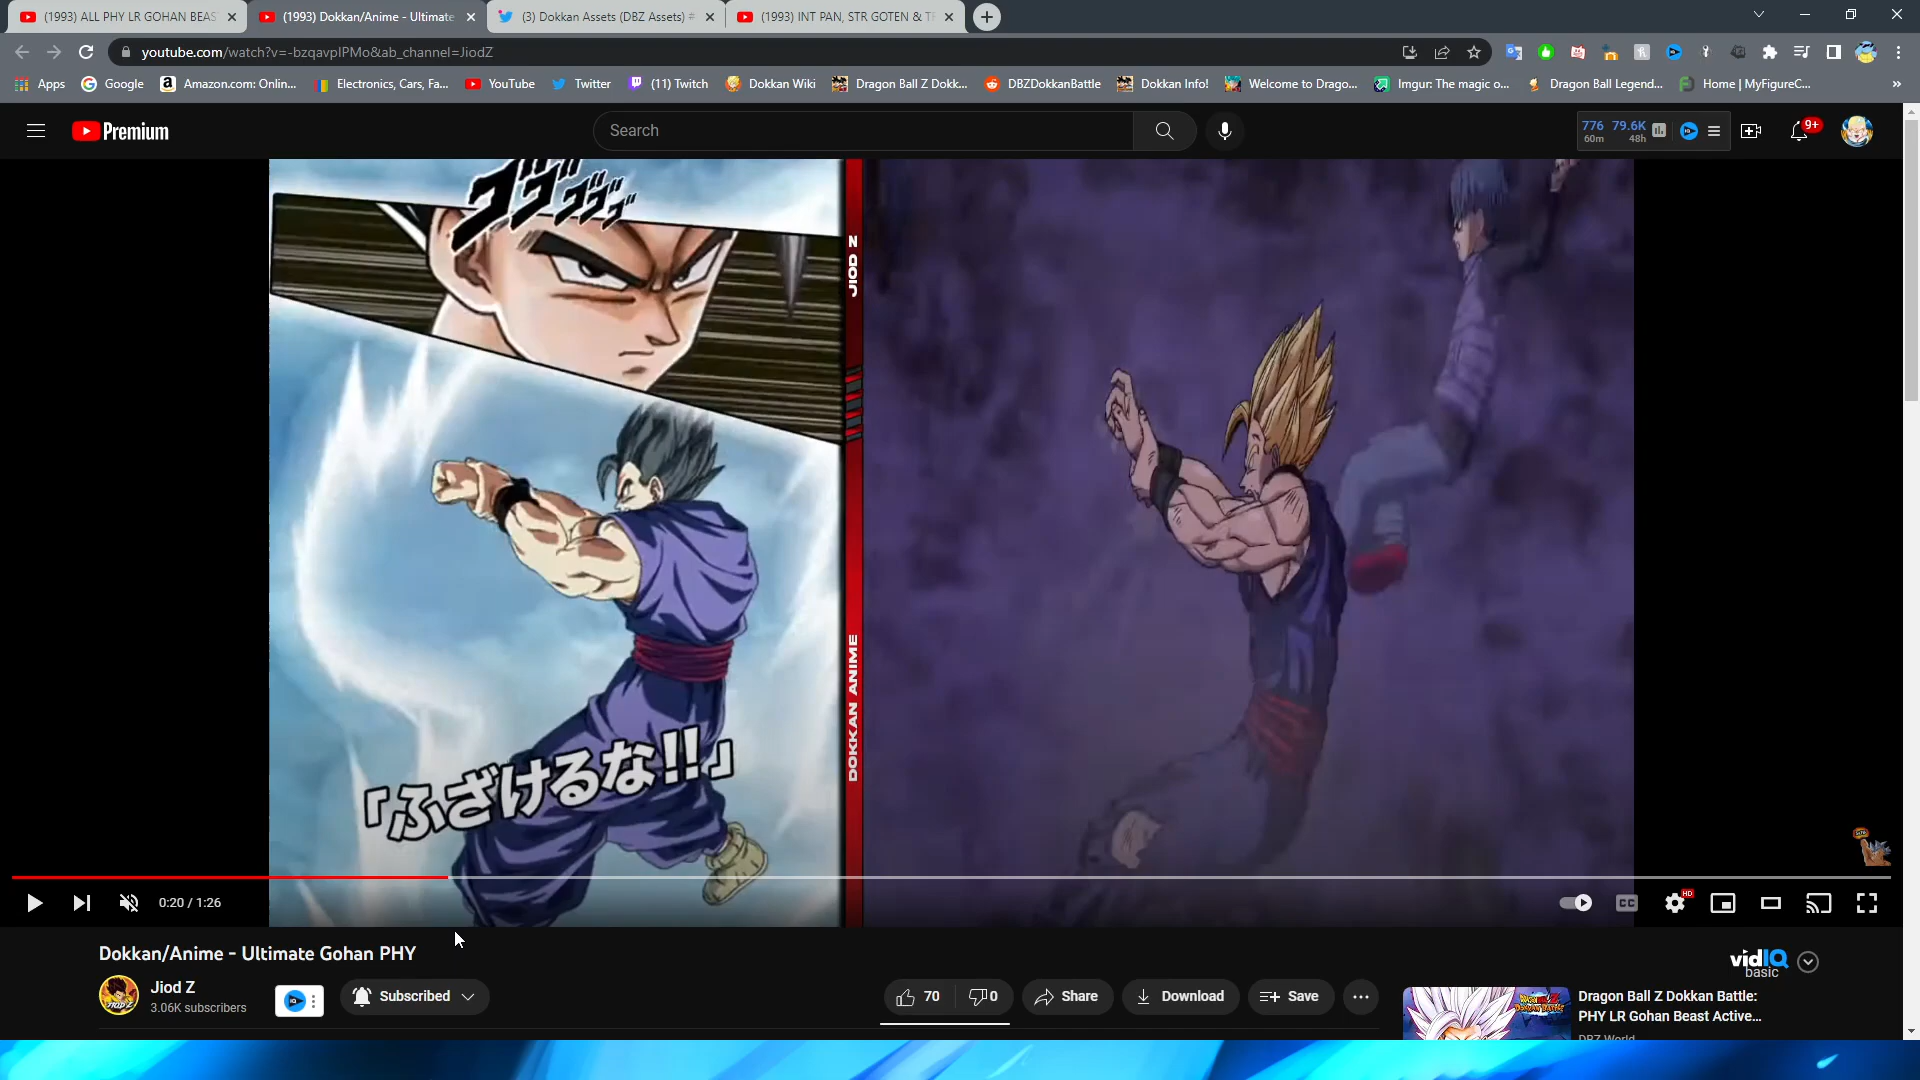 (1993) ALL PHY LR GOHAN BEAS
(1993) Dokkan/Anime - Ultimate
(3) Dokkan Assets (DBZ Assets) #
(1993) INT PAN, STR GOTEN & T
youtube.com/watch?v=-bzqavpIPMo&ab_channel=JiodZ
Apps
Google
Amazon.com: Onlin...
Electronics, Cars, Fa...
YouTube
Twitter
(11) Twitch
Dokkan Wiki
Dragon Ball Z Dokk...
DBZDokkanBattle
Dokkan Info!
Welcome to Drago...
Imgur: The magic o...
Dragon Ball Legend...
Home | MyFigureC...
»
Premium
Search
776 79.6K
60m 48h
9+
JIOD Z
DOKKAN ANIME
「ふざけるな!!」
0:20 / 1:26
CC
HD
Dokkan/Anime - Ultimate Gohan PHY
Jiod Z
3.06K subscribers
Subscribed
70
0
Share
Download
Save
vidIQ
basic
Dragon Ball Z Dokkan Battle:
PHY LR Gohan Beast Active...
DBZ World